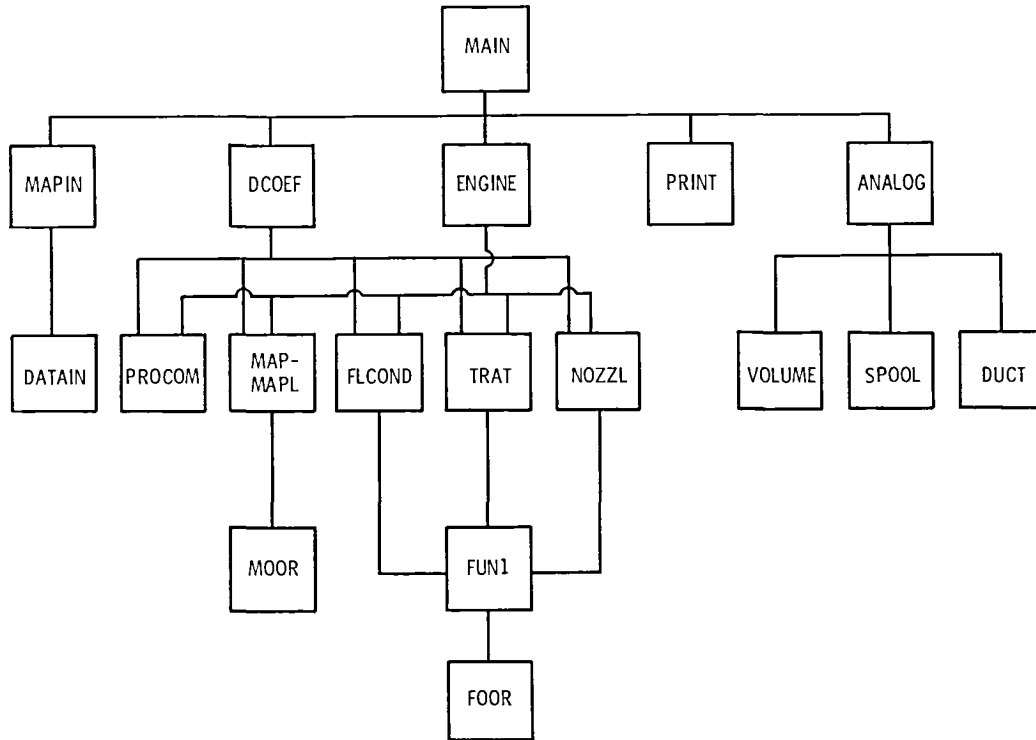 MAIN
MAPIN
DCOEF
ENGINE
PRINT
ANALOG
DATAIN
PROCOM
MAP-
MAPL
FLCOND
TRAT
NOZZL
VOLUME
SPOOL
DUCT
MOOR
FUN1
FOOR